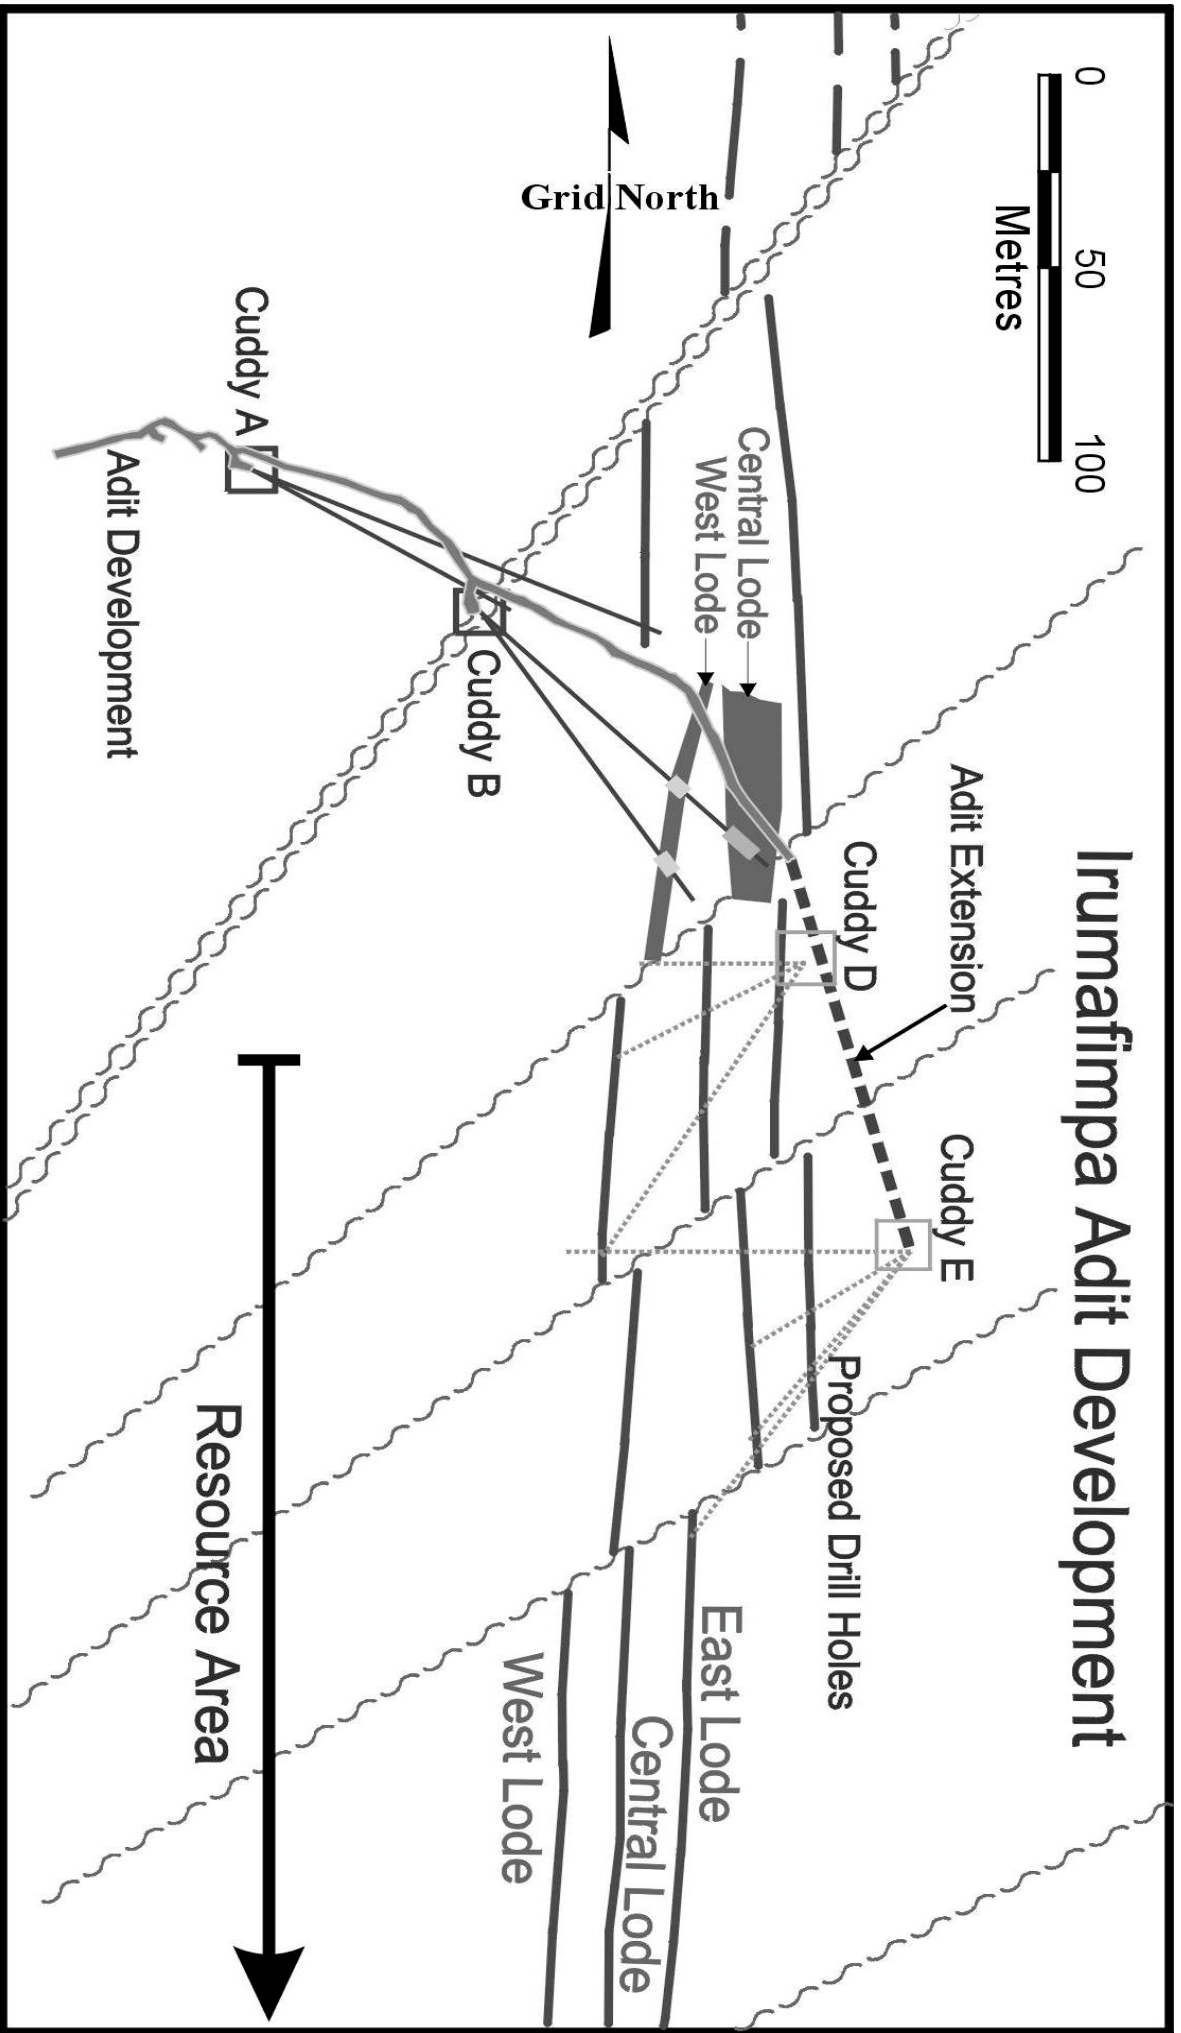 Irumafimpa Adit Development
0 50 100
Metres
Grid North
Adit Extension
Cuddy E
Cuddy D
Proposed Drill Holes
Central Lode
West Lode
East Lode
Central Lode
West Lode
Cuddy A
Cuddy B
Adit Development
Resource Area